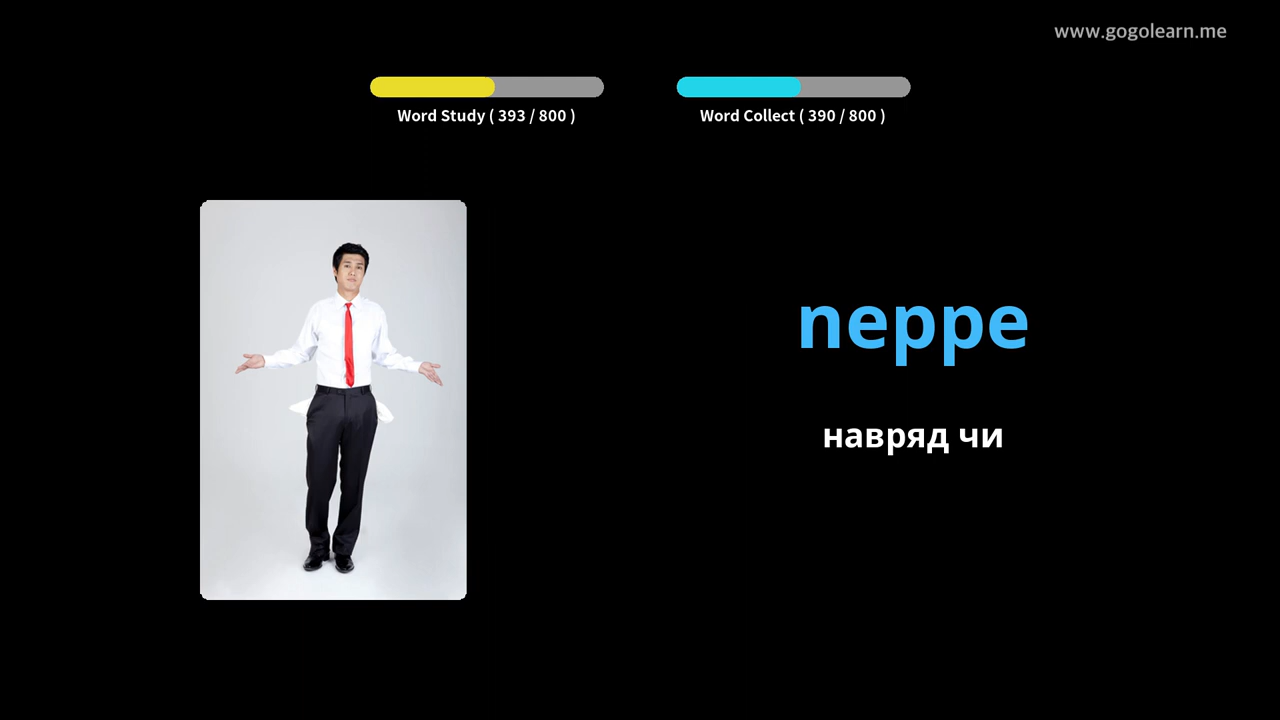 www.gogolearn.me
Word Study ( 393 / 800 )
Word Collect ( 390 / 800 )
neppe
навряд чи